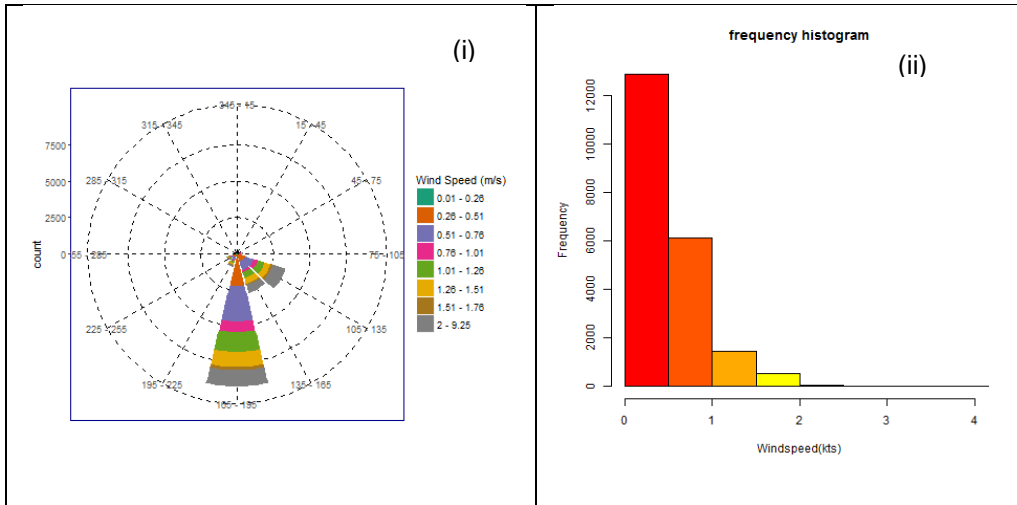 (i)
345 - 15
315 - 345
15 - 45
7500
285 - 315
45 - 75
Wind Speed (m/s)
0.01 - 0.26
5000
0.26 - 0.51
2500
0.51 - 0.76
0.76 - 1.01
count
0
255 - 285
75 - 105
1.01 - 1.26
1.26 - 1.51
1.51 - 1.76
225 - 255
105 - 135
2 - 9.25
195 - 225
135 - 165
165 - 195
frequency histogram
(ii)
12000
10000
8000
6000
4000
2000
0
Frequency
0 1 2 3 4
Windspeed(kts)